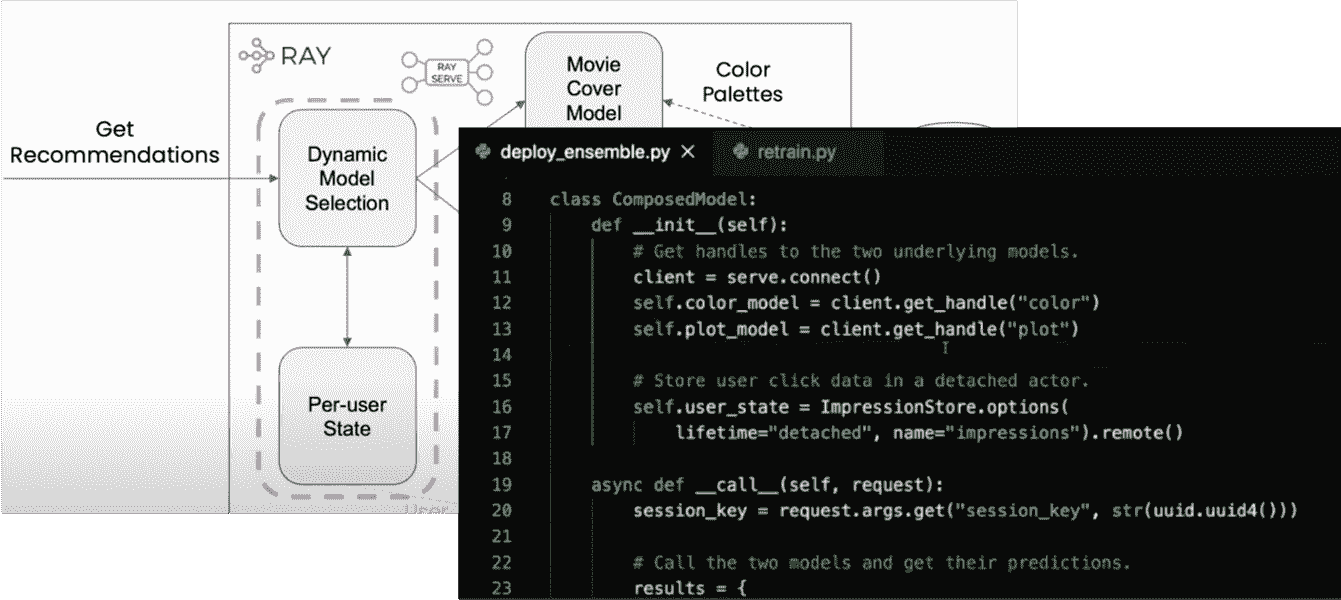 RAY
RAY
SERVE
Movie
Cover
Model
Color
Palettes
Get
Recommendations
Dynamic
Model
Selection
Per-user
State
User
deploy_ensemble.py
retrain.py
8 class ComposedModel:
9 def __init__(self):
10 # Get handles to the two underlying models.
11 client = serve.connect()
12 self.color_model = client.get_handle("color")
13 self.plot_model = client.get_handle("plot")
14
15 # Store user click data in a detached actor.
16 self.user_state = ImpressionStore.options(
17 lifetime="detached", name="impressions").remote()
18
19 async def __call__(self, request):
20 session_key = request.args.get("session_key", str(uuid.uuid4()))
21
22 # Call the two models and get their predictions.
23 results = {